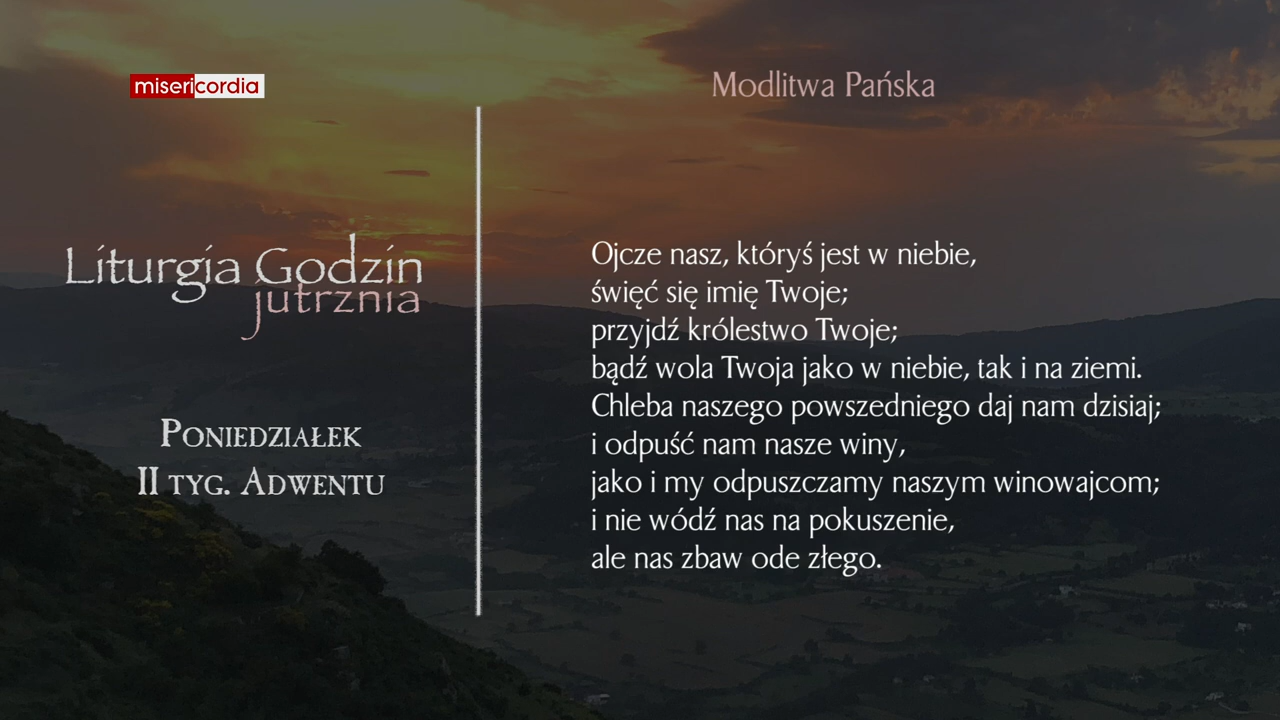 misericordia
Liturgia Godzin
jutrznia
Poniedziałek
II tyg. Adwentu
Modlitwa Pańska
Ojcze nasz, któryś jest w niebie,
święć się imię Twoje;
przyjdź królestwo Twoje;
bądź wola Twoja jako w niebie, tak i na ziemi.
Chleba naszego powszedniego daj nam dzisiaj;
i odpuść nam nasze winy,
jako i my odpuszczamy naszym winowajcom;
i nie wódź nas na pokuszenie,
ale nas zbaw ode złego.